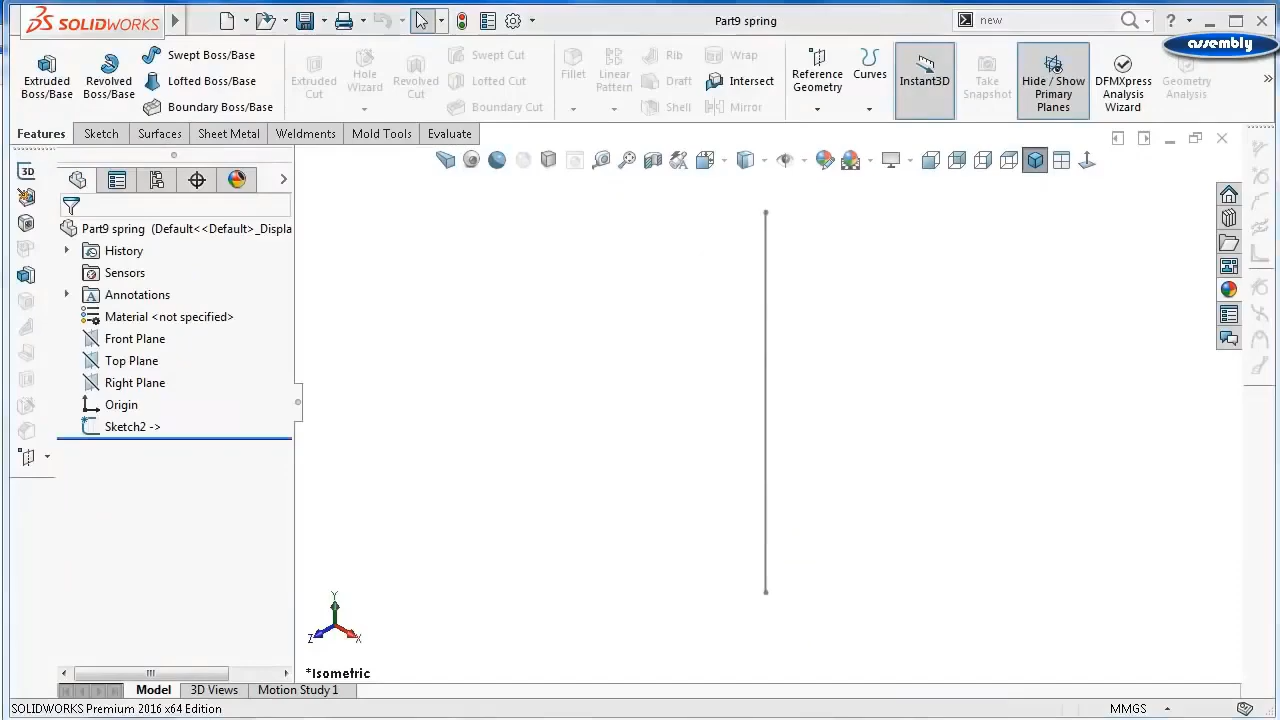 SOLIDWORKS
Part9 spring
new
?
assembly
Extruded Boss/Base
Revolved Boss/Base
Swept Boss/Base
Lofted Boss/Base
Boundary Boss/Base
Extruded Cut
Hole Wizard
Revolved Cut
Swept Cut
Lofted Cut
Boundary Cut
Fillet
Linear Pattern
Rib
Draft
Shell
Wrap
Intersect
Mirror
Reference Geometry
Curves
Instant3D
Take Snapshot
Hide / Show Primary Planes
DFMXpress Analysis Wizard
Geometry Analysis
Features
Sketch
Surfaces
Sheet Metal
Weldments
Mold Tools
Evaluate
3D
Part9 spring (Default<<Default>_Displa
History
Sensors
A Annotations
Material <not specified>
Front Plane
Top Plane
Right Plane
Origin
Sketch2 ->
Y
Z
X
*Isometric
Model
3D Views
Motion Study 1
SOLIDWORKS Premium 2016 x64 Edition
MMGS